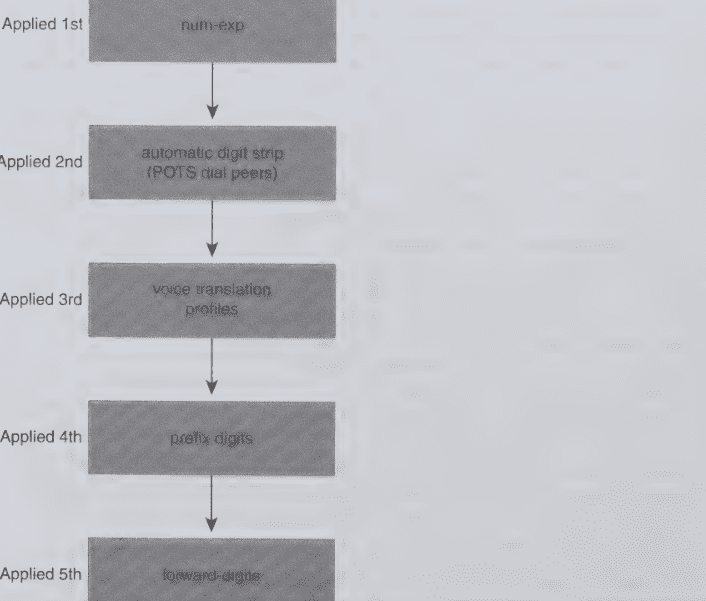 Applied 1st
num-exp
Applied 2nd
automatic digit strip
(POTS dial peers)
Applied 3rd
voice translation
profiles
Applied 4th
prefix digits
Applied 5th
forward-digits